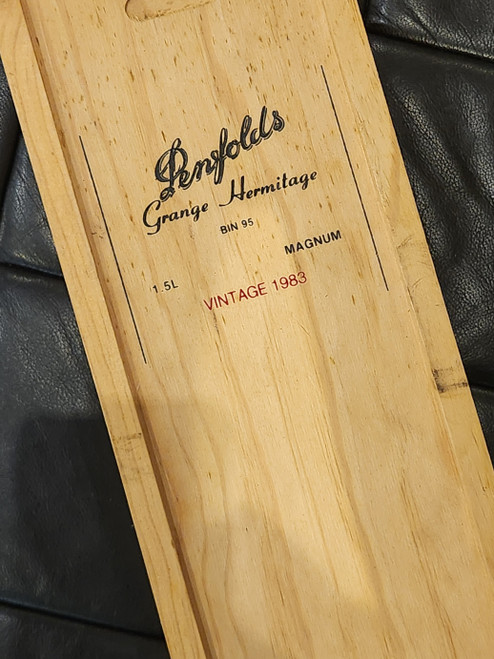 Penfolds
Grange Hermitage
BIN 95
1.5L MAGNUM
VINTAGE 1983